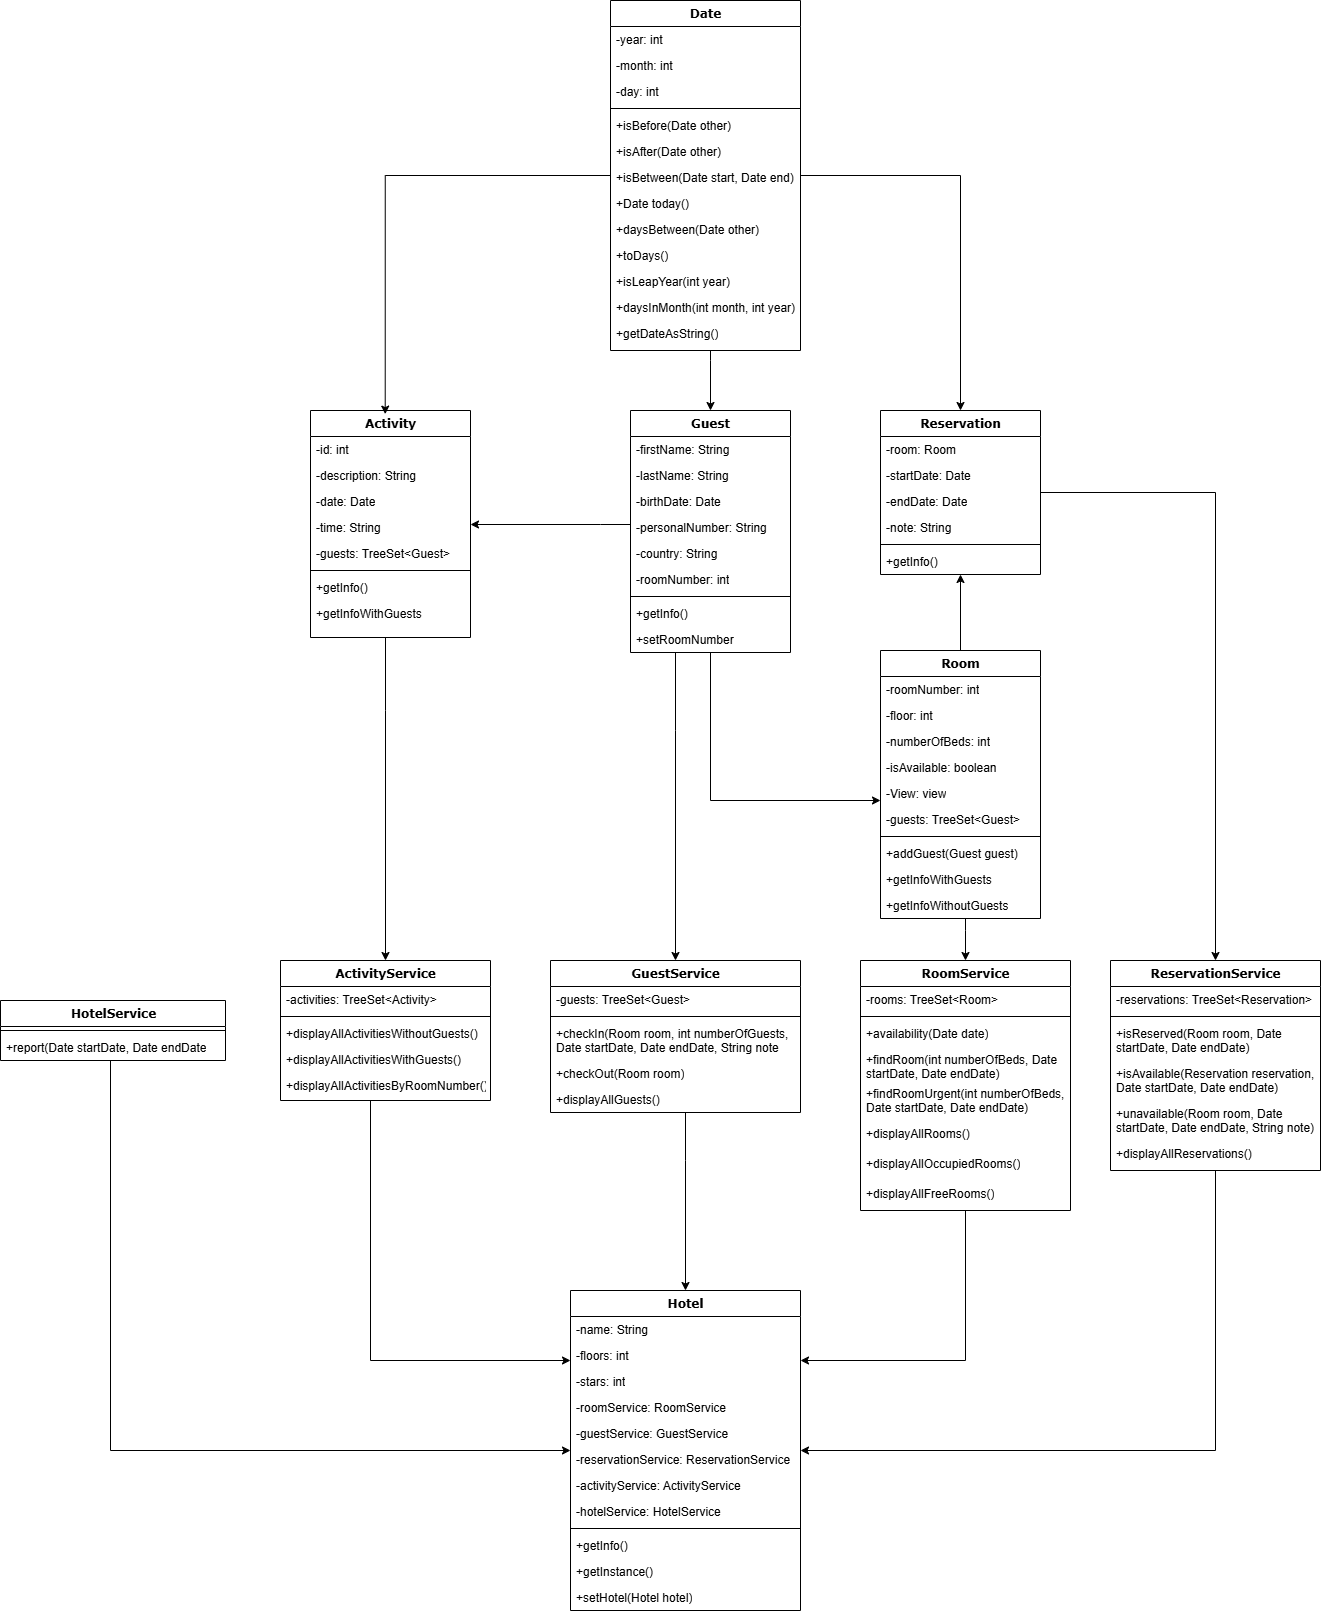 Date
-year: int
-month: int
-day: int
+isBefore(Date other)
+isAfter(Date other)
+isBetween(Date start, Date end)
+Date today()
+daysBetween(Date other)
+toDays()
+isLeapYear(int year)
+daysInMonth(int month, int year)
+getDateAsString()
Activity
-id: int
-description: String
-date: Date
-time: String
-guests: TreeSet<Guest>
+getInfo()
+getInfoWithGuests
Guest
-firstName: String
-lastName: String
-birthDate: Date
-personalNumber: String
-country: String
-roomNumber: int
+getInfo()
+setRoomNumber
Reservation
-room: Room
-startDate: Date
-endDate: Date
-note: String
+getInfo()
Room
-roomNumber: int
-floor: int
-numberOfBeds: int
-isAvailable: boolean
-View: view
-guests: TreeSet<Guest>
+addGuest(Guest guest)
+getInfoWithGuests
+getInfoWithoutGuests
HotelService
+report(Date startDate, Date endDate
ActivityService
-activities: TreeSet<Activity>
+displayAllActivitiesWithoutGuests()
+displayAllActivitiesWithGuests()
+displayAllActivitiesByRoomNumber()
GuestService
-guests: TreeSet<Guest>
+checkIn(Room room, int numberOfGuests,
Date startDate, Date endDate, String note
+checkOut(Room room)
+displayAllGuests()
RoomService
-rooms: TreeSet<Room>
+availability(Date date)
+findRoom(int numberOfBeds, Date
startDate, Date endDate)
+findRoomUrgent(int numberOfBeds,
Date startDate, Date endDate)
+displayAllRooms()
+displayAllOccupiedRooms()
+displayAllFreeRooms()
ReservationService
-reservations: TreeSet<Reservation>
+isReserved(Room room, Date
startDate, Date endDate)
+isAvailable(Reservation reservation,
Date startDate, Date endDate)
+unavailable(Room room, Date
startDate, Date endDate, String note)
+displayAllReservations()
Hotel
-name: String
-floors: int
-stars: int
-roomService: RoomService
-guestService: GuestService
-reservationService: ReservationService
-activityService: ActivityService
-hotelService: HotelService
+getInfo()
+getInstance()
+setHotel(Hotel hotel)